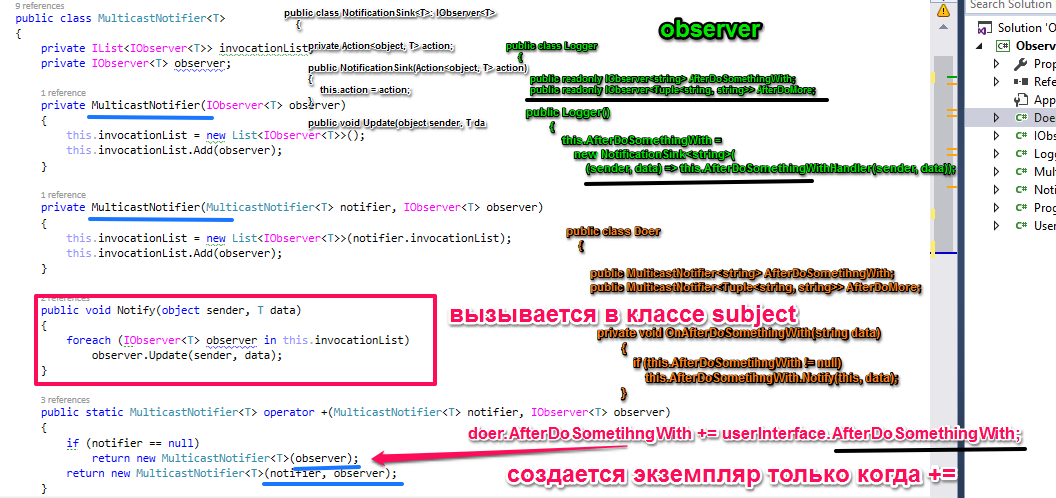 9 references
public class MulticastNotifier<T>
{
private IList<IObserver<T>> invocationList
private IObserver<T> observer;
1 reference
private MulticastNotifier(IObserver<T> observer)
{
this.invocationList = new List<IObserver<T>>();
this.invocationList.Add(observer);
}
1 reference
private MulticastNotifier(MulticastNotifier<T> notifier, IObserver<T> observer)
{
this.invocationList = new List<IObserver<T>>(notifier.invocationList);
this.invocationList.Add(observer);
}
2 references
public void Notify(object sender, T data)
{
foreach (IObserver<T> observer in this.invocationList)
observer.Update(sender, data);
}
3 references
public static MulticastNotifier<T> operator +(MulticastNotifier<T> notifier, IObserver<T> observer)
{
if (notifier == null)
return new MulticastNotifier<T>(observer);
return new MulticastNotifier<T>(notifier, observer);
}
public class NotificationSink<T>: IObserver<T>
{
private Action<object, T> action;
public NotificationSink(Action<object, T> action)
{
this.action = action;
}
public void Update(object sender, T da
observer
public class Logger
{
public readonly IObserver<string> AfterDoSomethingWith;
public readonly IObserver<Tuple<string, string>> AfterDoMore;
public Logger()
{
this.AfterDoSomethingWith =
new NotificationSink<string>(
(sender, data) => this.AfterDoSomethingWithHandler(sender, data));
public class Doer
{
public MulticastNotifier<string> AfterDoSometihngWith;
public MulticastNotifier<Tuple<string, string>> AfterDoMore;
вызывается в классе subject
private void OnAfterDoSomethingWith(string data)
{
if (this.AfterDoSometihngWith != null)
this.AfterDoSometihngWith.Notify(this, data);
}
doer.AfterDoSometihngWith += userInterface.AfterDoSomethingWith;
создается экземпляр только когда +=
Search Solution
Solution 'O
Observ
Prop
Refe
App
Doe
IObs
Logg
Mul
Noti
Prog
User